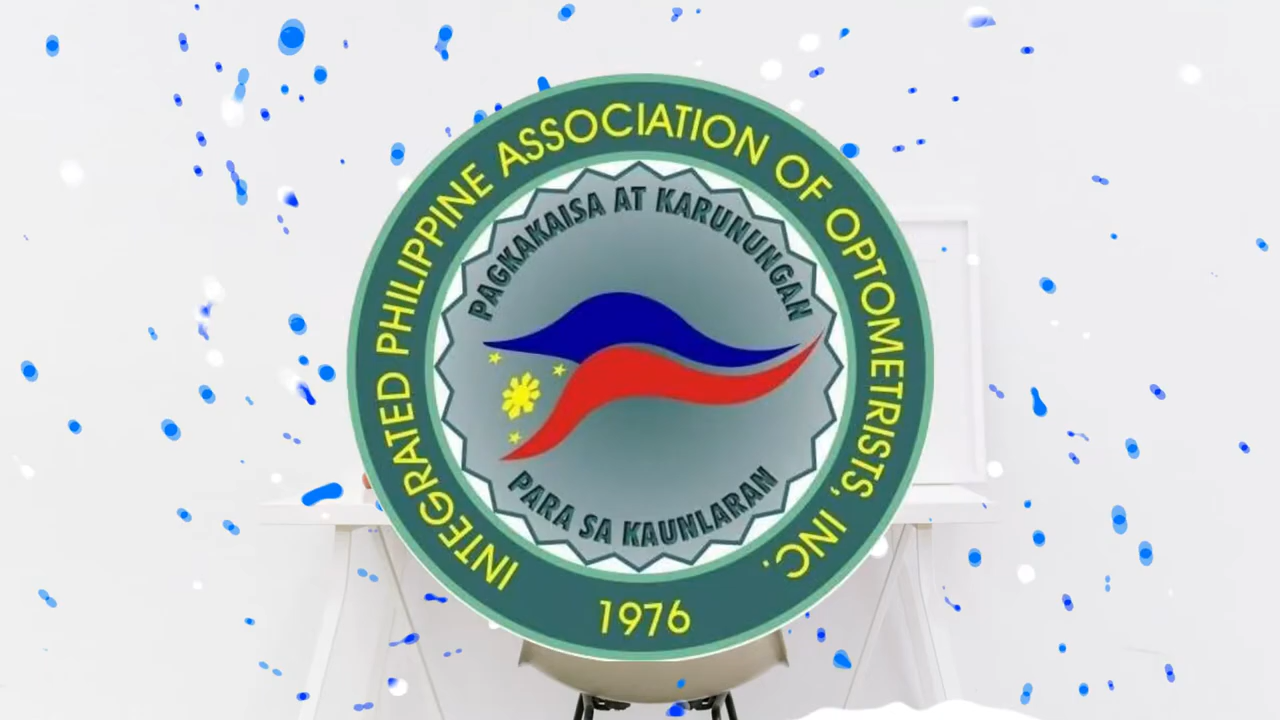 INTEGRATED PHILIPPINE ASSOCIATION OF OPTOMETRISTS, INC.
PAGKAKAISA AT KARUNUNGAN
PARA SA KAUNLARAN
1976